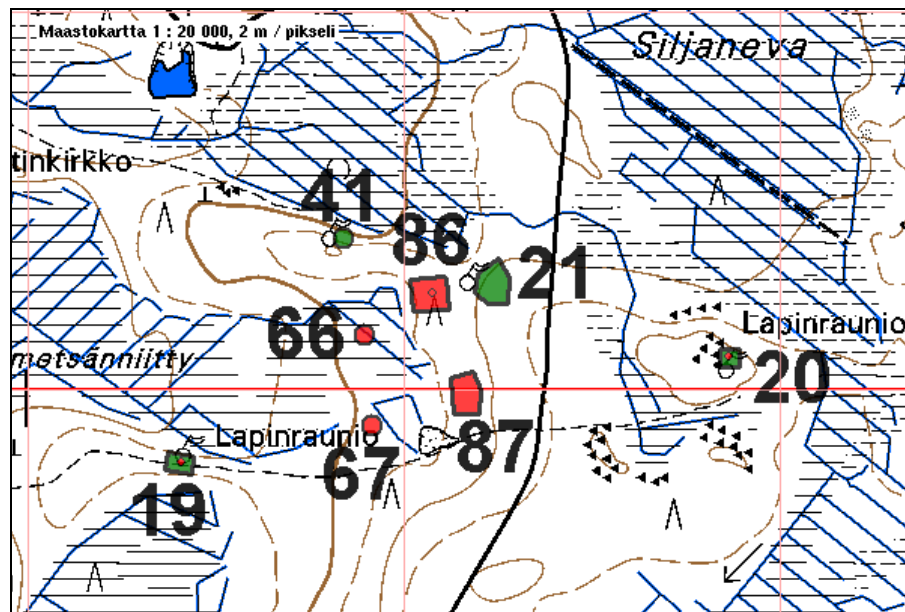 Maastokartta 1 : 20 000, 2 m / pikseli
Siljaneva
tinkirkko
41
86
21
66
Lapinraunio
metsänniitty
20
Lapinraunio
87
67
19